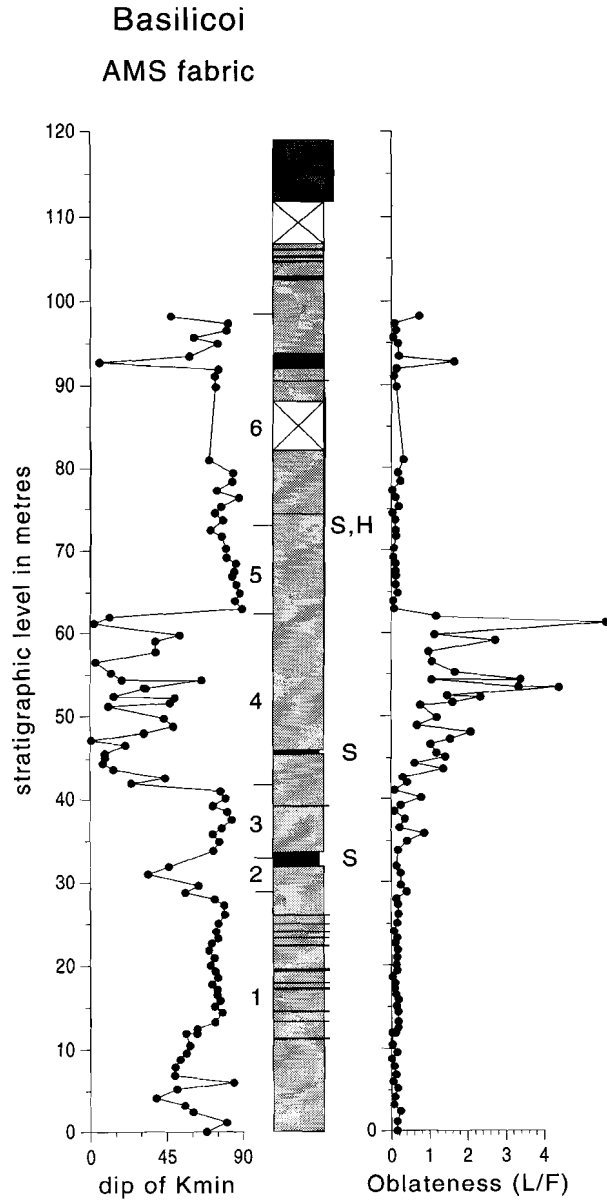 Basilicoi
AMS fabric
120
110
100
90
80
70
60
50
40
30
20
10
0
stratigraphic level in metres
6
5
4
3
2
1
S,H
S
S
0
0 45 90
dip of Kmin
0 1 2 3 4
Oblateness (L/F)